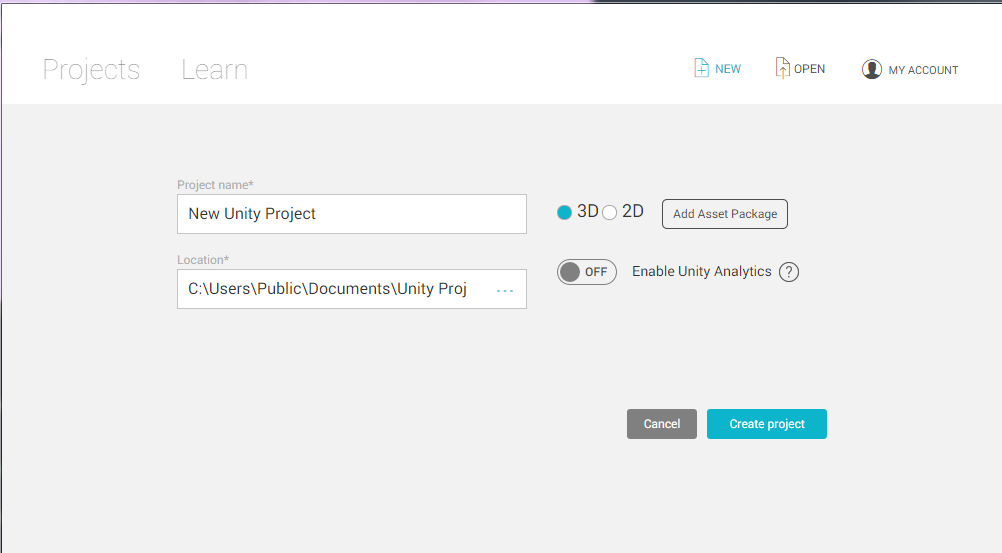 Projects Learn NEW OPEN MY ACCOUNT
Project name*
New Unity Project
3D 2D Add Asset Package
Location*
C:\Users\Public\Documents\Unity Proj ...
OFF Enable Unity Analytics ?
Cancel Create project